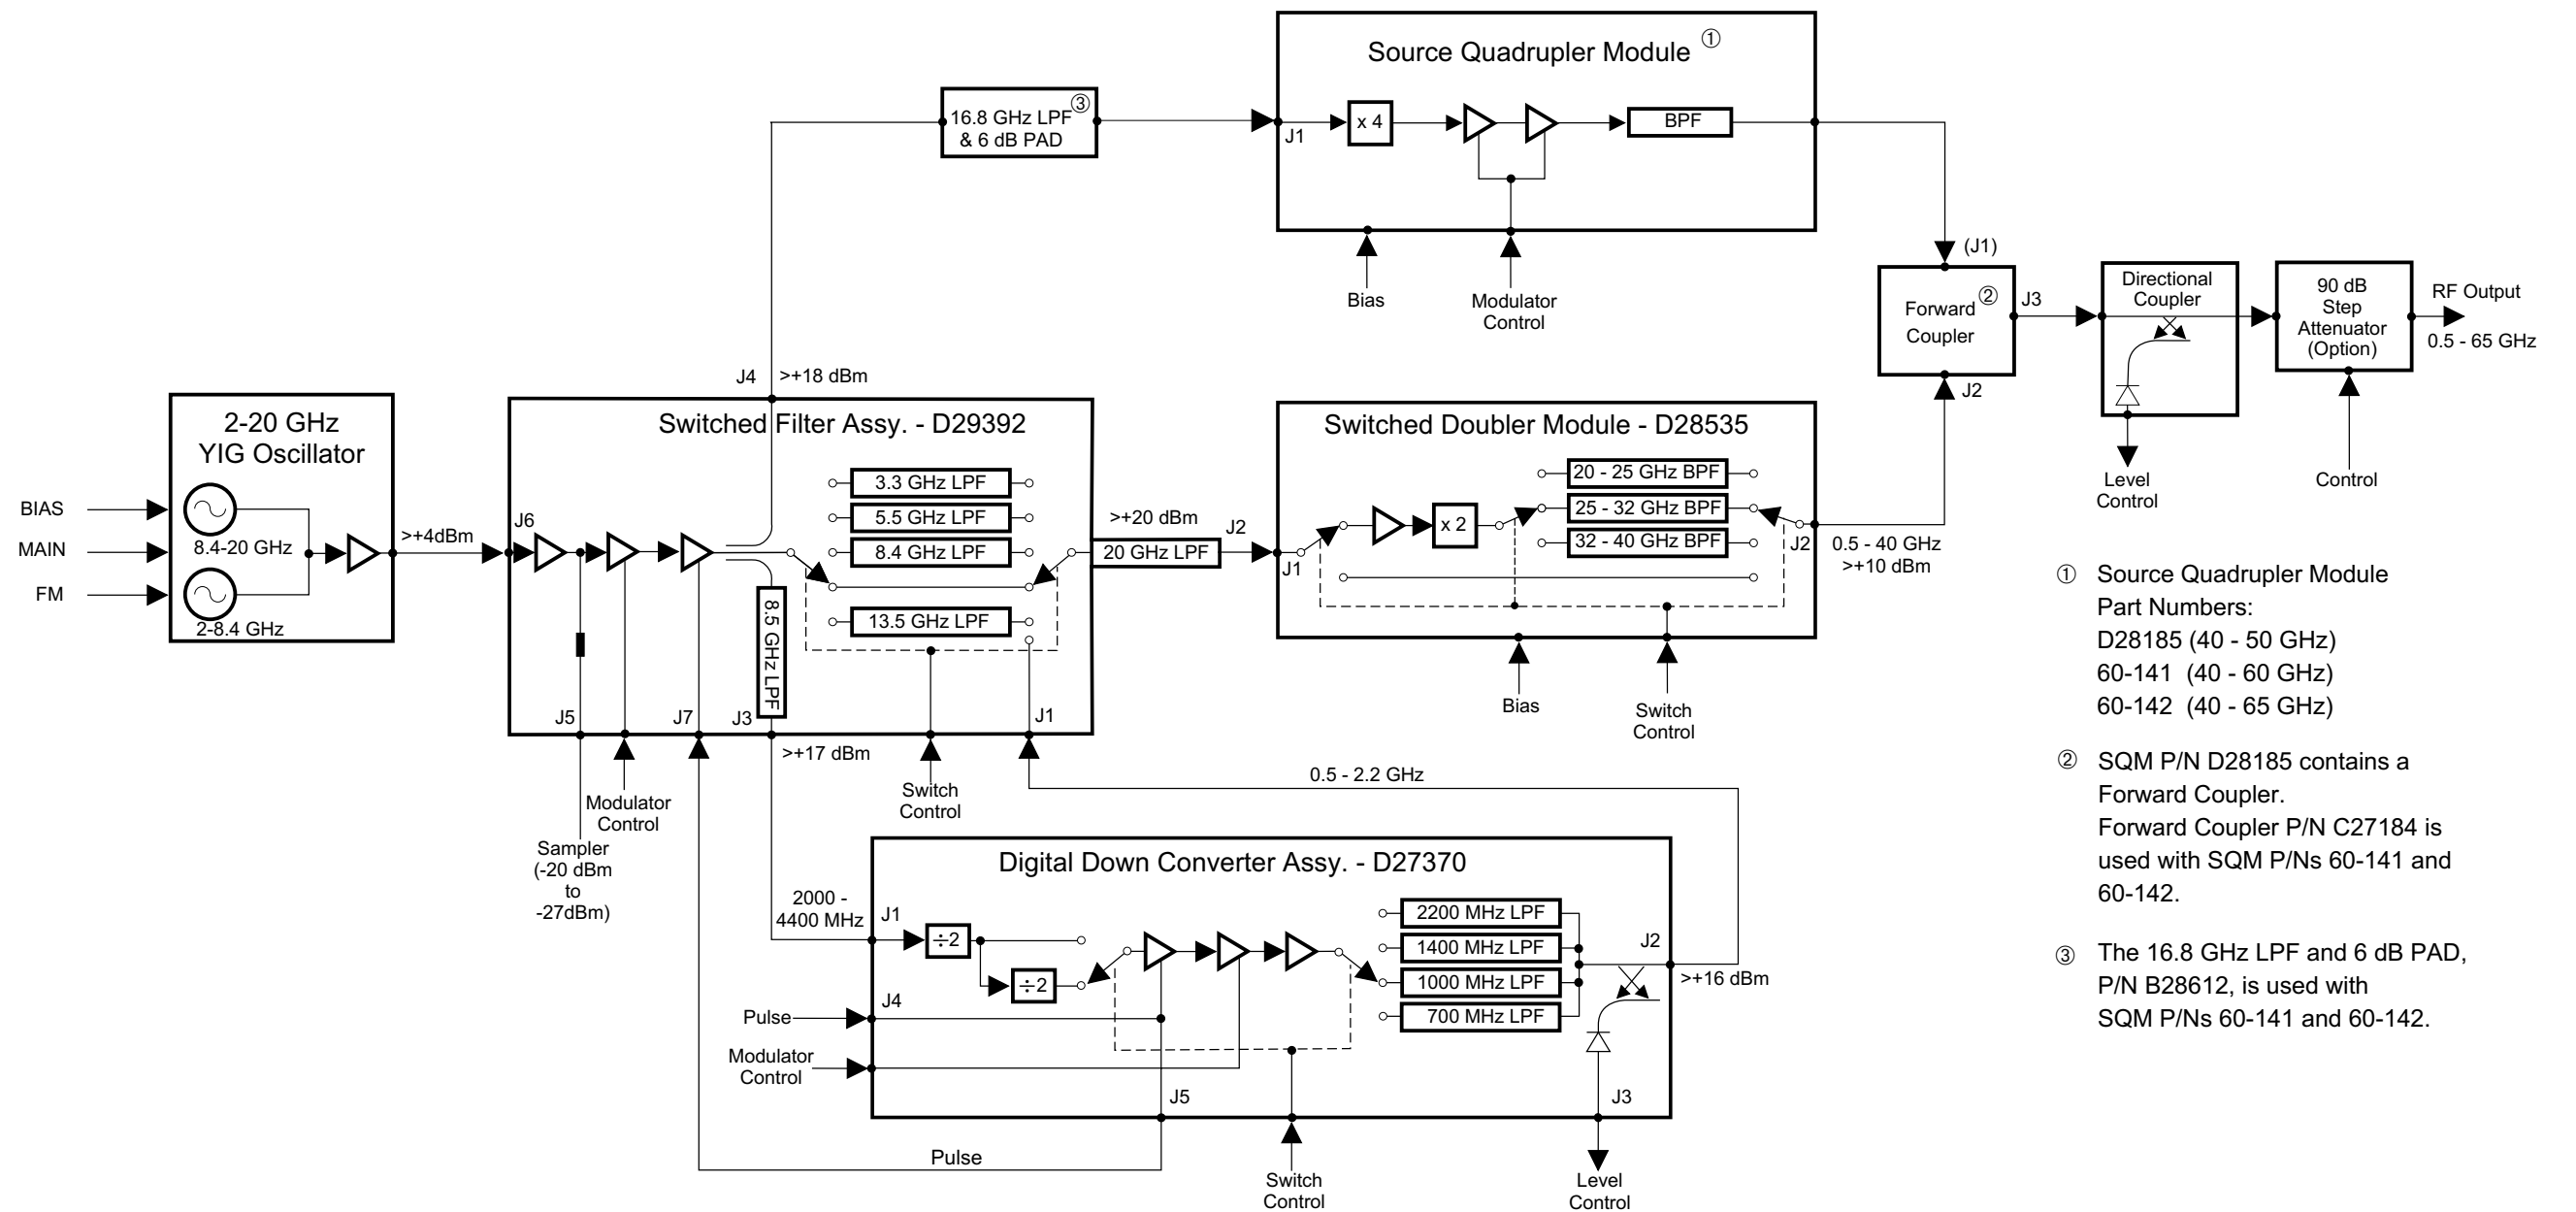 Source Quadrupler Module ①
16.8 GHz LPF ③
& 6 dB PAD
J1
x 4
BPF
Bias
Modulator
Control
(J1)
Forward ②
Coupler
J3
J2
Directional
Coupler
Level
Control
90 dB
Step
Attenuator
(Option)
Control
RF Output
0.5 - 65 GHz
2-20 GHz
YIG Oscillator
BIAS
MAIN
FM
8.4-20 GHz
2-8.4 GHz
>+4dBm
J4
>+18 dBm
Switched Filter Assy. - D29392
J6
3.3 GHz LPF
5.5 GHz LPF
8.4 GHz LPF
13.5 GHz LPF
8.5 GHz LPF
J5
J7
J3
J1
>+17 dBm
Sampler
(-20 dBm
to
-27dBm)
Modulator
Control
Switch
Control
>+20 dBm
J2
20 GHz LPF
Switched Doubler Module - D28535
J1
x 2
20 - 25 GHz BPF
25 - 32 GHz BPF
32 - 40 GHz BPF
J2
0.5 - 40 GHz
>+10 dBm
Bias
Switch
Control
0.5 - 2.2 GHz
Digital Down Converter Assy. - D27370
2000 -
4400 MHz
J1
÷2
÷2
2200 MHz LPF
1400 MHz LPF
1000 MHz LPF
700 MHz LPF
J2
>+16 dBm
J4
Pulse
Modulator
Control
J5
J3
Pulse
Switch
Control
Level
Control
① Source Quadrupler Module
Part Numbers:
D28185 (40 - 50 GHz)
60-141 (40 - 60 GHz)
60-142 (40 - 65 GHz)
② SQM P/N D28185 contains a
Forward Coupler.
Forward Coupler P/N C27184 is
used with SQM P/Ns 60-141 and
60-142.
③ The 16.8 GHz LPF and 6 dB PAD,
P/N B28612, is used with
SQM P/Ns 60-141 and 60-142.